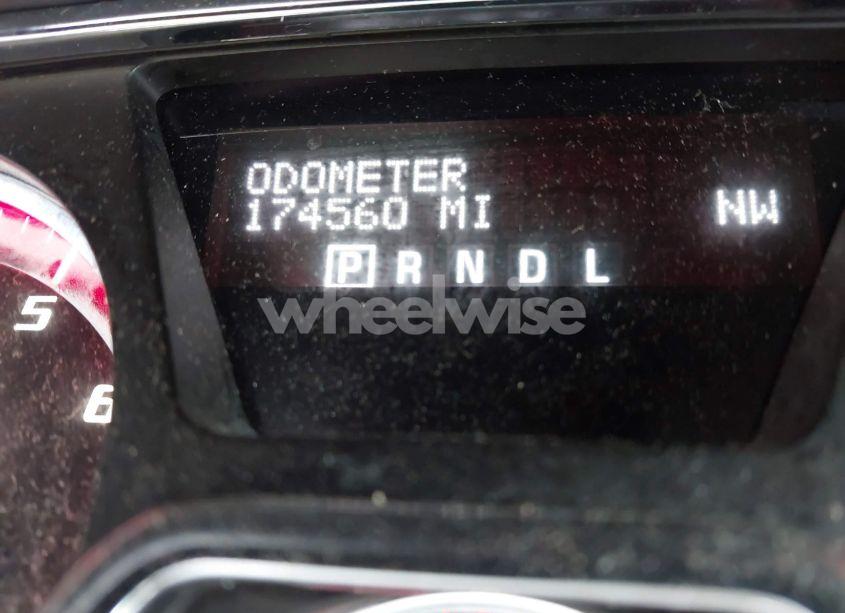 ODOMETER
174560 MI
NW
P R N D L
wheelwise
5
6